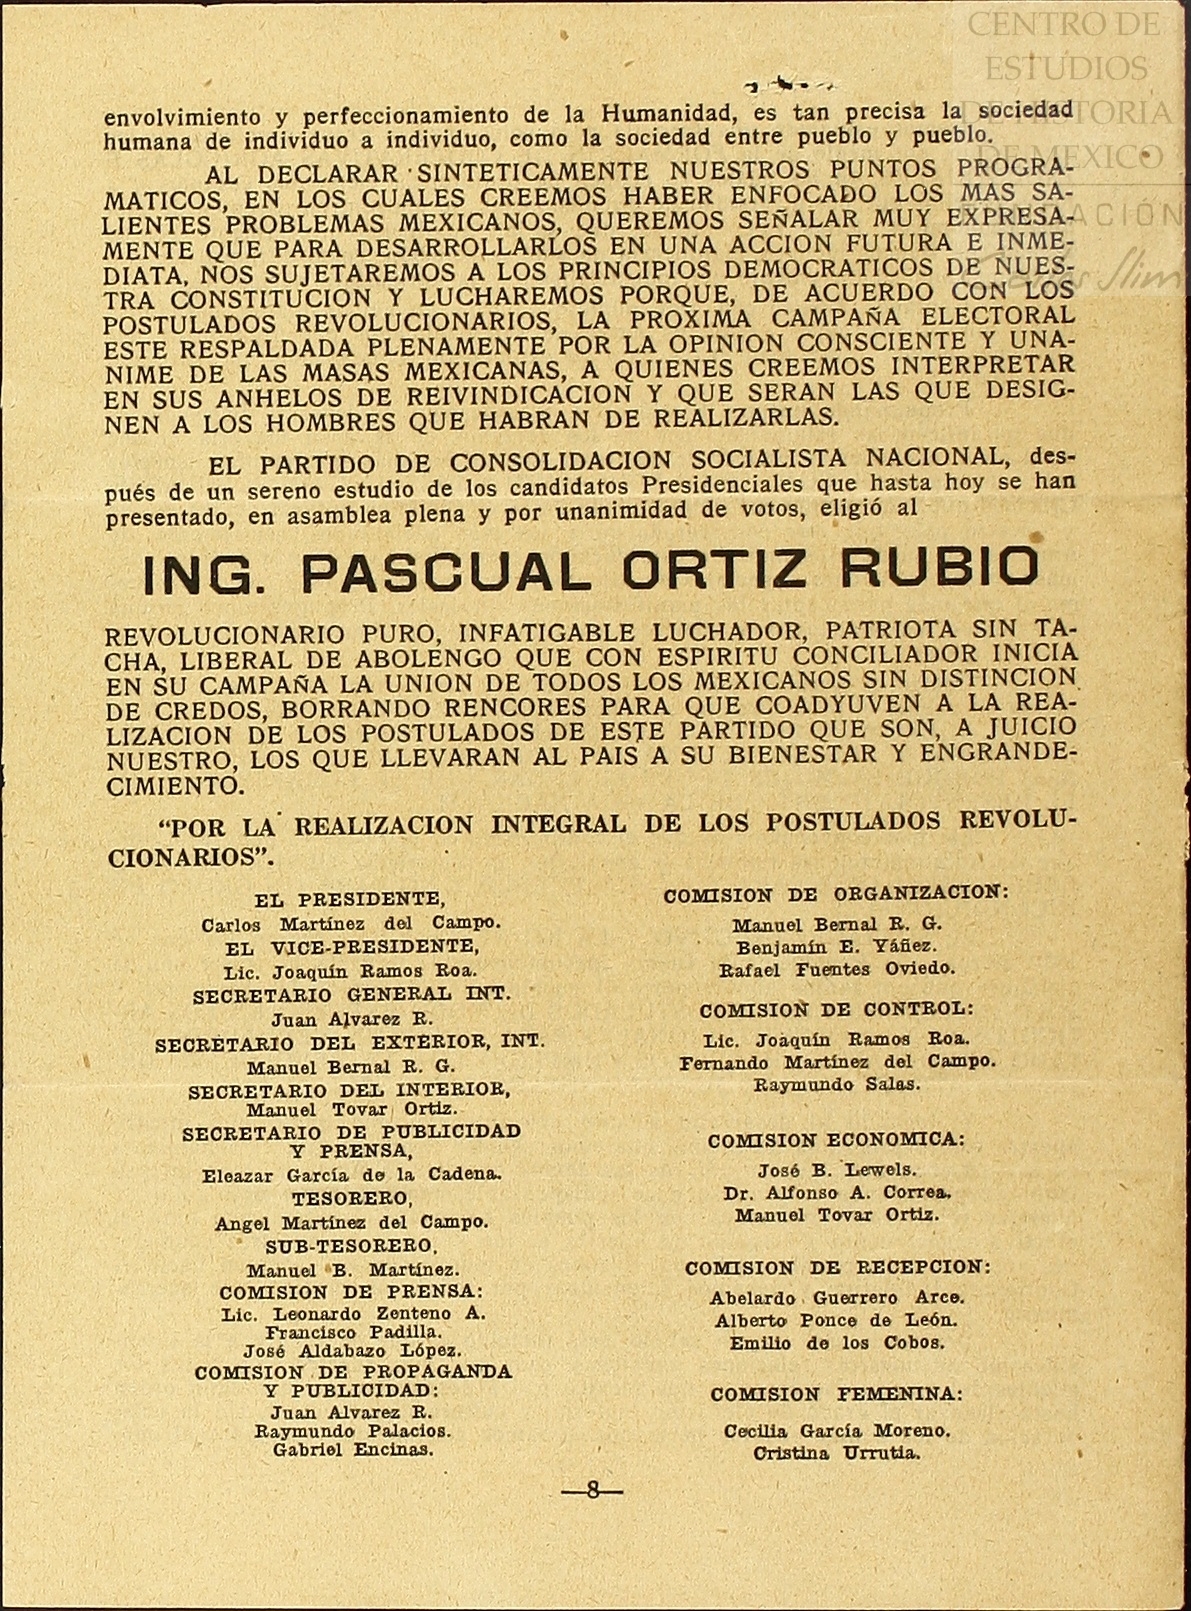 CENTRO DE
ESTUDIOS
DE HISTORIA
DE MEXICO
FUNDACIÓN
Carlos Slim
envolvimiento y perfeccionamiento de la Humanidad, es tan precisa la sociedad
humana de individuo a individuo, como la sociedad entre pueblo y pueblo.
AL DECLARAR SINTETICAMENTE NUESTROS PUNTOS PROGRA-
MATICOS, EN LOS CUALES CREEMOS HABER ENFOCADO LOS MAS SA-
LIENTES PROBLEMAS MEXICANOS, QUEREMOS SEÑALAR MUY EXPRESA-
MENTE QUE PARA DESARROLLARLOS EN UNA ACCION FUTURA E INME-
DIATA, NOS SUJETAREMOS A LOS PRINCIPIOS DEMOCRATICOS DE NUES-
TRA CONSTITUCION Y LUCHAREMOS PORQUE, DE ACUERDO CON LOS
POSTULADOS REVOLUCIONARIOS, LA PROXIMA CAMPAÑA ELECTORAL
ESTE RESPALDADA PLENAMENTE POR LA OPINION CONSCIENTE Y UNA-
NIME DE LAS MASAS MEXICANAS, A QUIENES CREEMOS INTERPRETAR
EN SUS ANHELOS DE REIVINDICACION Y QUE SERAN LAS QUE DESIG-
NEN A LOS HOMBRES QUE HABRAN DE REALIZARLAS.
EL PARTIDO DE CONSOLIDACION SOCIALISTA NACIONAL, des-
pués de un sereno estudio de los candidatos Presidenciales que hasta hoy se han
presentado, en asamblea plena y por unanimidad de votos, eligió al
ING. PASCUAL ORTIZ RUBIO
REVOLUCIONARIO PURO, INFATIGABLE LUCHADOR, PATRIOTA SIN TA-
CHA, LIBERAL DE ABOLENGO QUE CON ESPIRITU CONCILIADOR INICIA
EN SU CAMPAÑA LA UNION DE TODOS LOS MEXICANOS SIN DISTINCION
DE CREDOS, BORRANDO RENCORES PARA QUE COADYUVEN A LA REA-
LIZACION DE LOS POSTULADOS DE ESTE PARTIDO QUE SON, A JUICIO
NUESTRO, LOS QUE LLEVARAN AL PAIS A SU BIENESTAR Y ENGRANDE-
CIMIENTO.
"POR LA REALIZACION INTEGRAL DE LOS POSTULADOS REVOLU-
CIONARIOS".
EL PRESIDENTE,
Carlos Martínez del Campo.
EL VICE-PRESIDENTE,
Lic. Joaquín Ramos Roa.
SECRETARIO GENERAL INT.
Juan Alvarez R.
SECRETARIO DEL EXTERIOR, INT.
Manuel Bernal R. G.
SECRETARIO DEL INTERIOR,
Manuel Tovar Ortiz.
SECRETARIO DE PUBLICIDAD
Y PRENSA,
Eleazar García de la Cadena.
TESORERO,
Angel Martínez del Campo.
SUB-TESORERO,
Manuel B. Martínez.
COMISION DE PRENSA:
Lic. Leonardo Zenteno A.
Francisco Padilla.
José Aldabazo López.
COMISION DE PROPAGANDA
Y PUBLICIDAD:
Juan Alvarez R.
Raymundo Palacios.
Gabriel Encinas.
COMISION DE ORGANIZACION:
Manuel Bernal R. G.
Benjamín E. Yáñez.
Rafael Fuentes Oviedo.
COMISION DE CONTROL:
Lic. Joaquín Ramos Roa.
Fernando Martínez del Campo.
Raymundo Salas.
COMISION ECONOMICA:
José B. Lewels.
Dr. Alfonso A. Correa.
Manuel Tovar Ortiz.
COMISION DE RECEPCION:
Abelardo Guerrero Arce.
Alberto Ponce de León.
Emilio de los Cobos.
COMISION FEMENINA:
Cecilia García Moreno.
Cristina Urrutia.
—8—